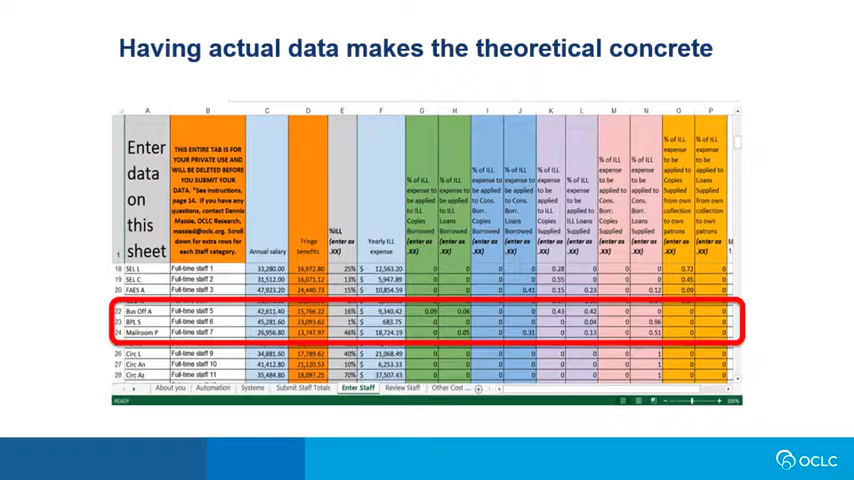 Having actual data makes the theoretical concrete
A B C D E F G H I J K L M N O P
Enter data on this sheet
THIS ENTIRE TAB IS FOR YOUR PRIVATE USE AND WILL BE DELETED BEFORE YOU SUBMIT YOUR DATA. *See instructions, page 14. If you have any questions, contact Dennis Massie, OCLC Research, massied@oclc.org. Scroll down for extra rows for each Staff category.
Annual salary
Fringe benefits
%ILL (enter as .XX)
Yearly ILL expense
% of ILL expense to be applied to ILL Copies Borrowed (enter as .XX)
% of ILL expense to be applied to ILL Loans Borrowed (enter as .XX)
% of ILL expense to be applied to Cons. Borr. Copies (enter as .XX)
% of ILL expense to be applied to Cons. Borr. Loans (enter as .XX)
% of ILL expense to be applied to Copies Supplied (enter as .XX)
% of ILL expense to be applied to ILL Loans Supplied (enter as .XX)
% of ILL expense to be applied to Cons. Copies Supplied (enter as .XX)
% of ILL expense to be applied to Cons. Loans Supplied (enter as .XX)
% of ILL expense to be applied to Copies Supplied from own collection to own patrons
% of ILL expense to be applied to Loans Supplied from own collection to own patrons
1
18 SEL L Full-time staff 1 33,280.00 16,972.80 25% $ 12,563.20 0 0 0 0 0.28 0 0 0 0.72 0
19 SEL C Full-time staff 2 31,512.00 16,071.12 13% $ 5,947.89 0 0 0 0 0.55 0 0 0 0.45 0
20 FAES A Full-time staff 3 47,923.20 24,440.73 15% $ 10,854.59 0 0 0 0.41 0.15 0.23 0 0.12 0.09 0
22 Bus Off A Full-time staff 5 42,611.40 15,766.22 16% $ 9,340.42 0.09 0.06 0 0 0.43 0.42 0 0 0 0
23 BPL S Full-time staff 6 45,281.60 23,093.62 1% $ 683.75 0 0 0 0 0 0.04 0 0.96 0 0
24 Mailroom P Full-time staff 7 26,956.80 13,747.97 46% $ 18,724.19 0 0.05 0 0.31 0 0.13 0 0.51 0 0
26 Circ L Full-time staff 9 34,881.60 17,789.62 40% $ 21,068.49 0 0 0 0 0 0 0 1 0 0
27 Circ An Full-time staff 10 41,412.80 21,120.53 10% $ 6,253.33 0 0 0 0 0 0 0 1 0 0
28 Circ Az Full-time staff 11 35,484.80 18,097.25 70% $ 37,507.43 0 0 0 0 0 0 0 1 0 0
About you Automation Systems Submit Staff Totals Enter Staff Review Staff Other Cost ...
READY 100%
OCLC